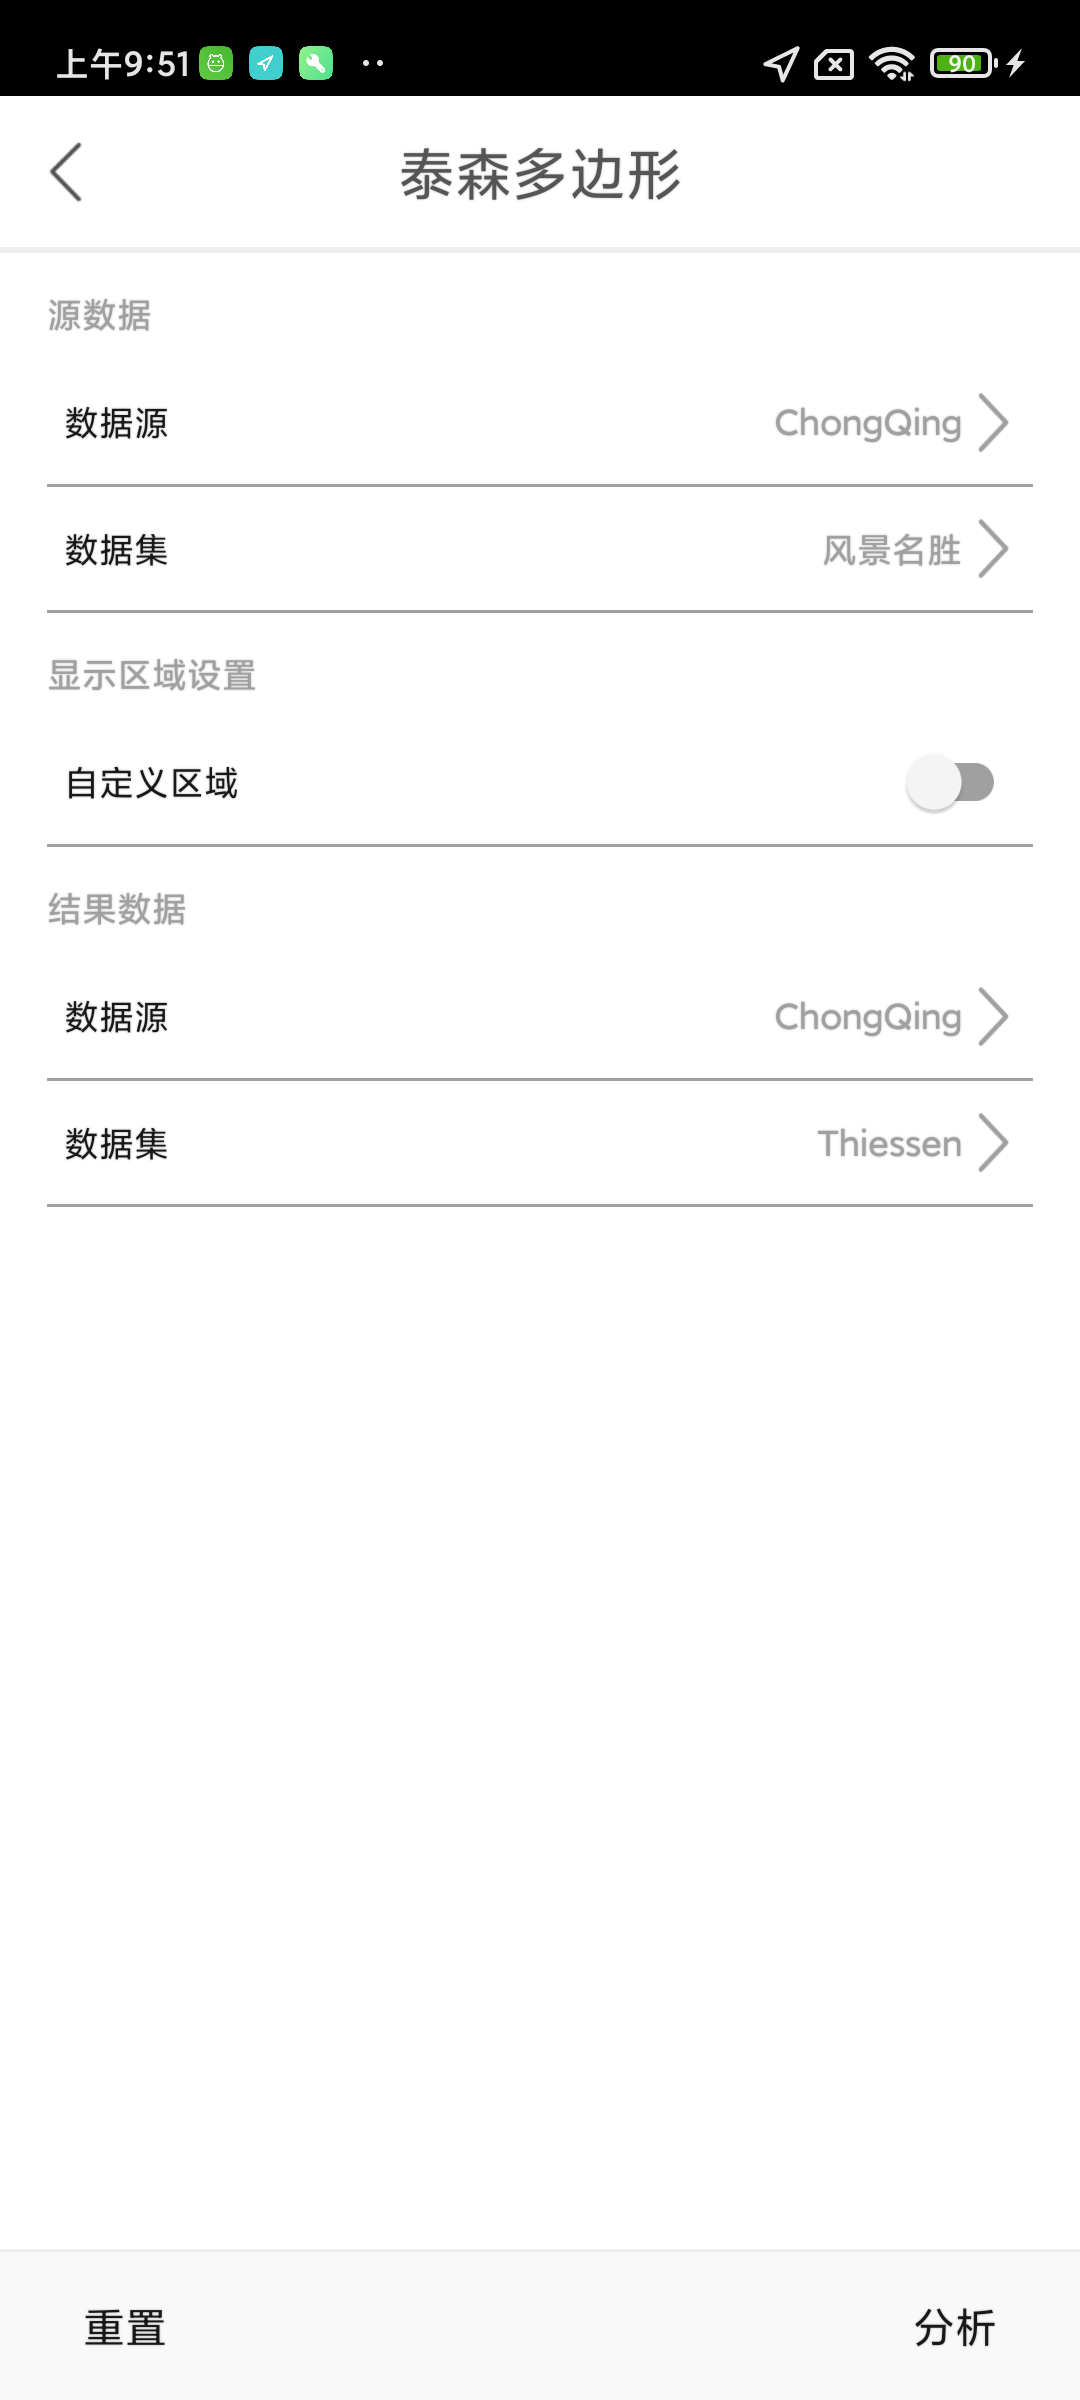 上午9:51
90
泰森多边形
源数据
数据源 ChongQing
数据集 风景名胜
显示区域设置
自定义区域
结果数据
数据源 ChongQing
数据集 Thiessen
重置 分析